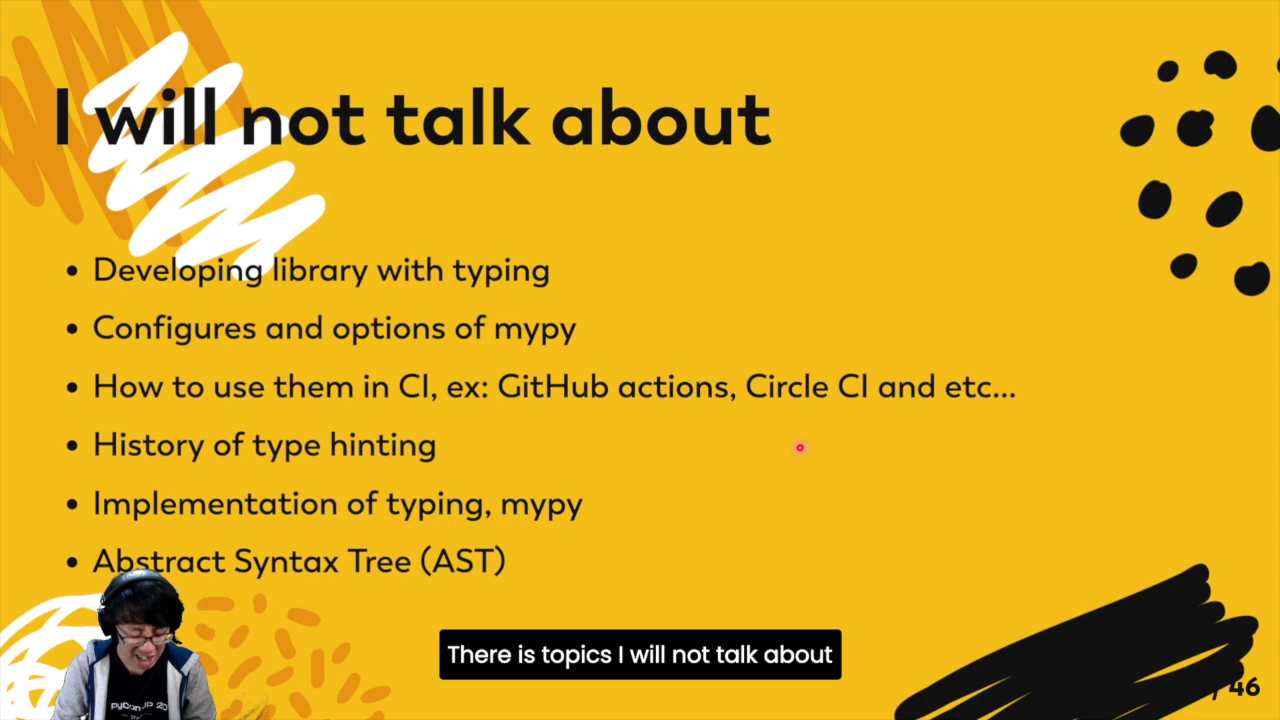 I will not talk about
Developing library with typing
Configures and options of mypy
How to use them in CI, ex: GitHub actions, Circle CI and etc...
History of type hinting
Implementation of typing, mypy
Abstract Syntax Tree (AST)
There is topics I will not talk about
/ 46